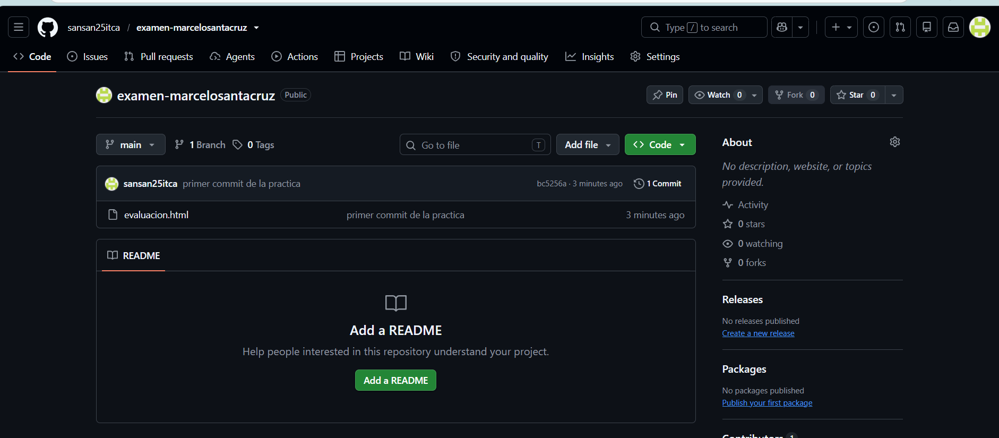 sansan25itca / examen-marcelosantacruz
Type / to search
Code Issues Pull requests Agents Actions Projects Wiki Security and quality Insights Settings
examen-marcelosantacruz Public
Pin Watch 0 Fork 0 Star 0
main 1 Branch 0 Tags
Go to file T Add file Code
sansan25itca primer commit de la practica bc5256a · 3 minutes ago 1 Commit
evaluacion.html primer commit de la practica 3 minutes ago
README
Add a README
Help people interested in this repository understand your project.
Add a README
About
No description, website, or topics
provided.
Activity
0 stars
0 watching
0 forks
Releases
No releases published
Create a new release
Packages
No packages published
Publish your first package
Contributors 1